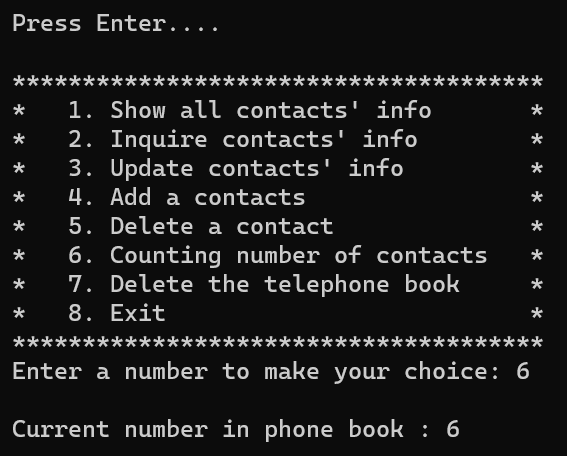 Press Enter....
**************************************
*   1. Show all contacts' info       *
*   2. Inquire contacts' info        *
*   3. Update contacts' info         *
*   4. Add a contacts                *
*   5. Delete a contact              *
*   6. Counting number of contacts   *
*   7. Delete the telephone book     *
*   8. Exit                          *
**************************************
Enter a number to make your choice: 6
Current number in phone book : 6